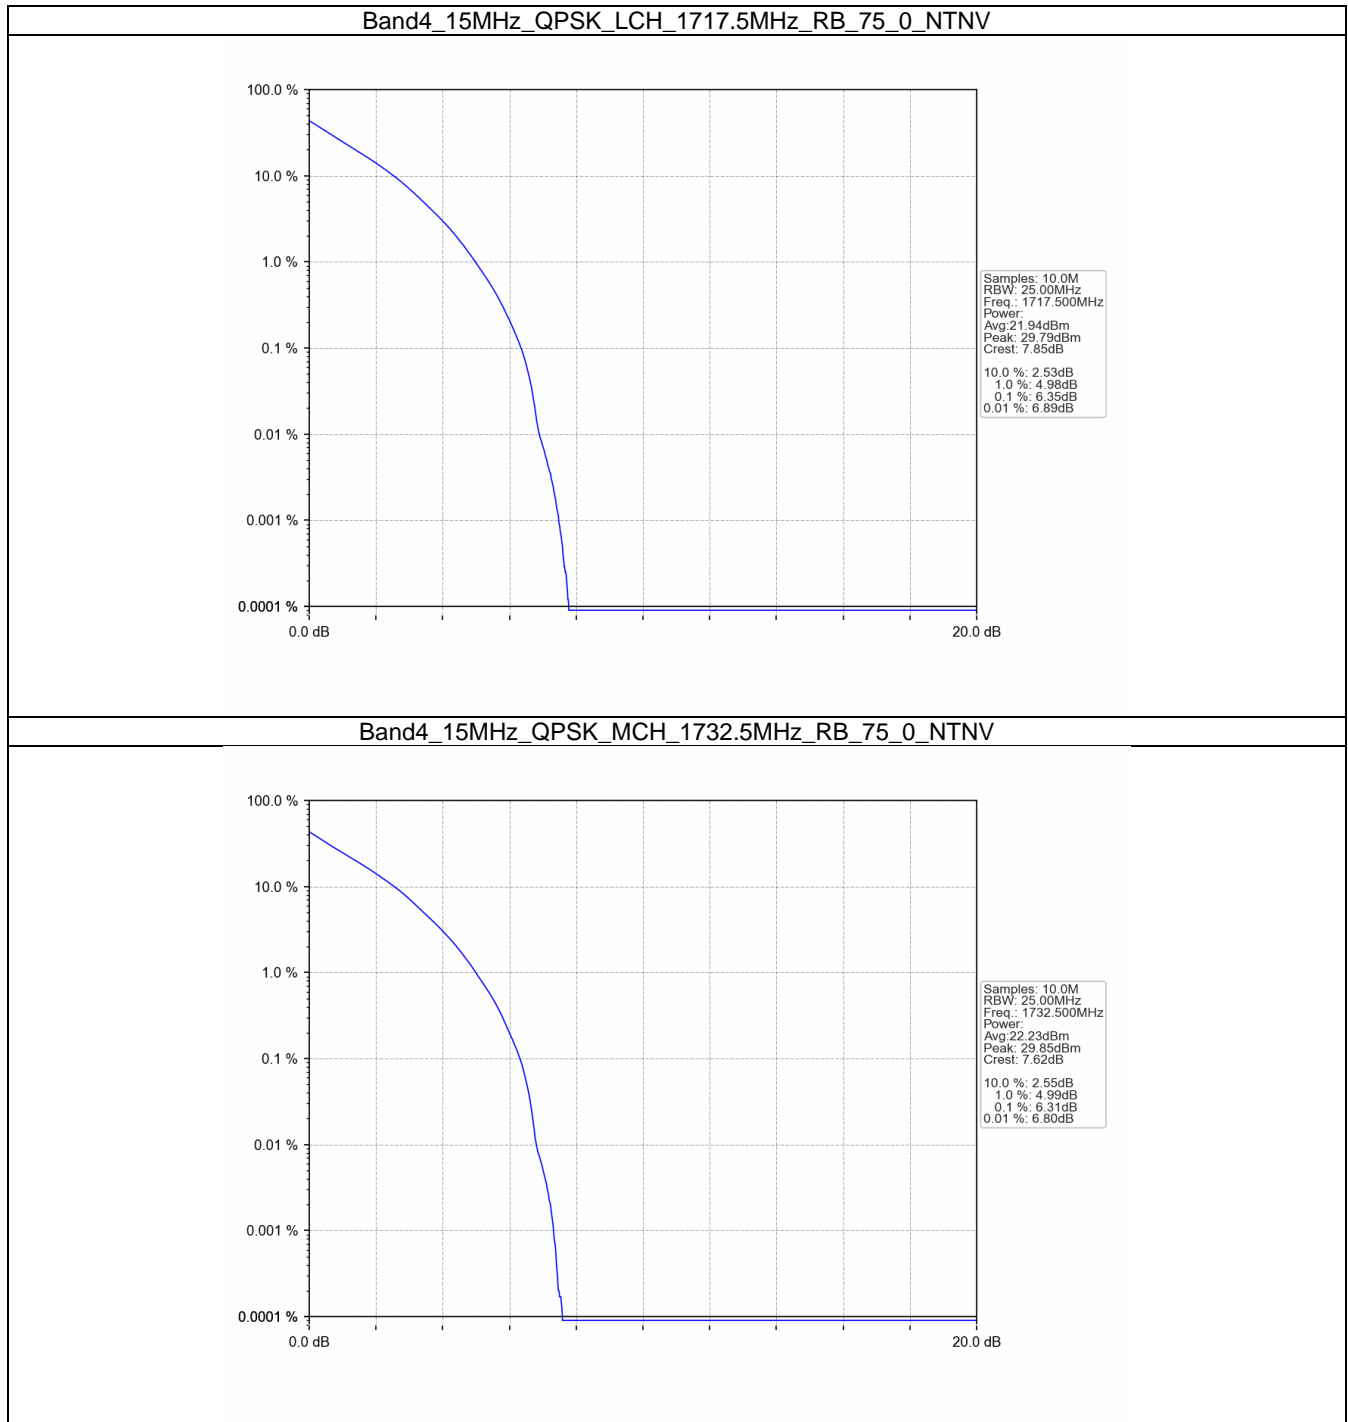 Band4_15MHz_QPSK_LCH_1717.5MHz_RB_75_0_NTNV
100.0 %
10.0 %
1.0 %
0.1 %
0.01 %
0.001 %
0.0001 %
0.0 dB
20.0 dB
Samples: 10.0M
RBW: 25.00MHz
Freq.: 1717.500MHz
Power:
Avg:21.94dBm
Peak: 29.79dBm
Crest: 7.85dB
10.0 %: 2.53dB
1.0 %: 4.98dB
0.1 %: 6.35dB
0.01 %: 6.89dB
Band4_15MHz_QPSK_MCH_1732.5MHz_RB_75_0_NTNV
100.0 %
10.0 %
1.0 %
0.1 %
0.01 %
0.001 %
0.0001 %
0.0 dB
20.0 dB
Samples: 10.0M
RBW: 25.00MHz
Freq.: 1732.500MHz
Power:
Avg:22.23dBm
Peak: 29.85dBm
Crest: 7.62dB
10.0 %: 2.55dB
1.0 %: 4.99dB
0.1 %: 6.31dB
0.01 %: 6.80dB